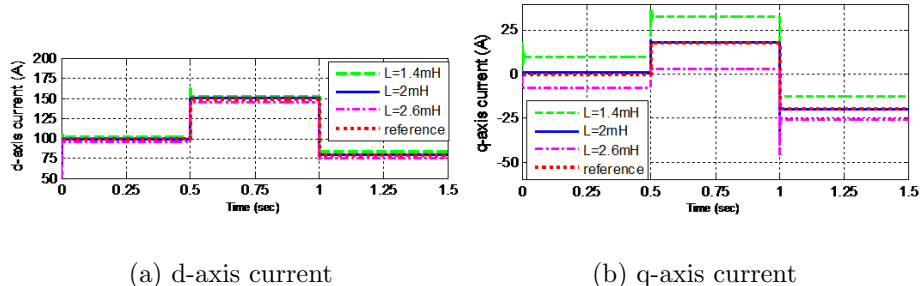 d-axis current (A)
200
175
150
125
100
75
50
0
0.25
0.5
0.75
1
1.25
1.5
Time (sec)
L=1.4mH
L=2mH
L=2.6mH
reference
(a) d-axis current
q-axis current (A)
25
0
-25
-50
0
0.25
0.5
0.75
1
1.25
1.5
Time (sec)
L=1.4mH
L=2mH
L=2.6mH
reference
(b) q-axis current